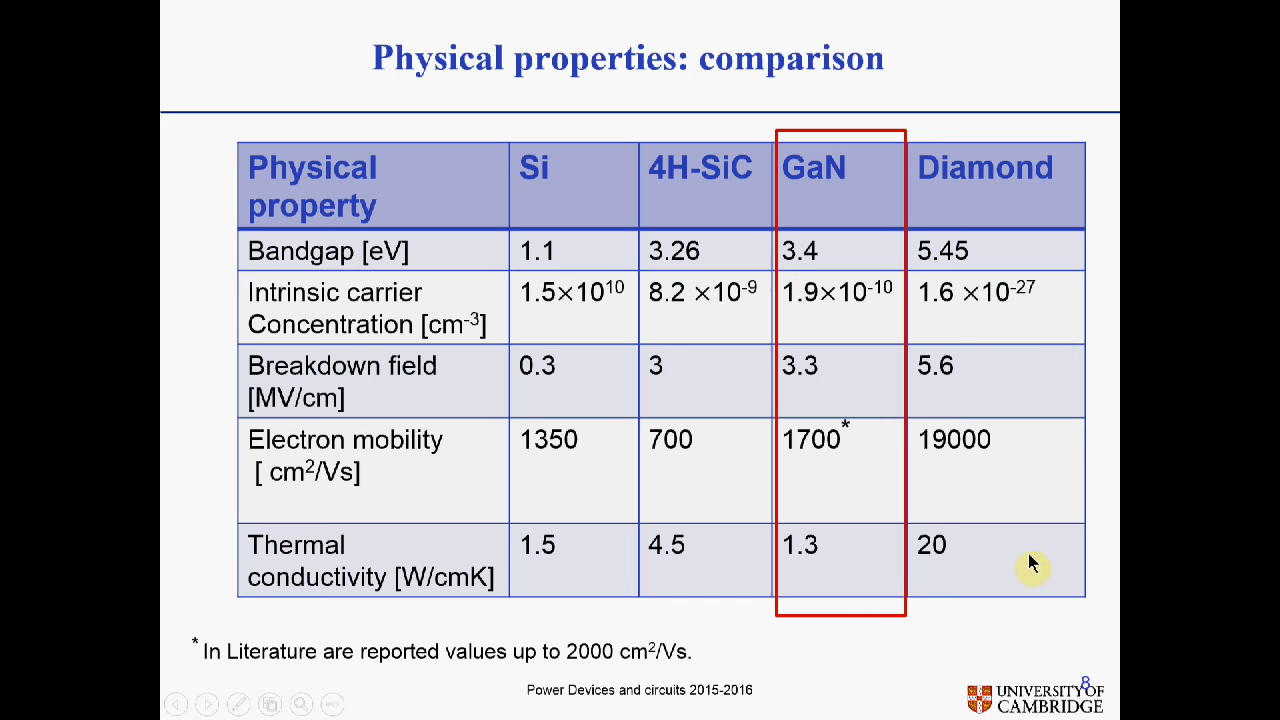 Physical properties: comparison
Physical property Si 4H-SiC GaN Diamond
Bandgap [eV] 1.1 3.26 3.4 5.45
Intrinsic carrier Concentration [cm⁻³] 1.5×10¹⁰ 8.2 ×10⁻⁹ 1.9×10⁻¹⁰ 1.6 ×10⁻²⁷
Breakdown field [MV/cm] 0.3 3 3.3 5.6
Electron mobility [ cm²/Vs] 1350 700 1700* 19000
Thermal conductivity [W/cmK] 1.5 4.5 1.3 20
* In Literature are reported values up to 2000 cm²/Vs.
Power Devices and circuits 2015-2016
8
UNIVERSITY OF
CAMBRIDGE